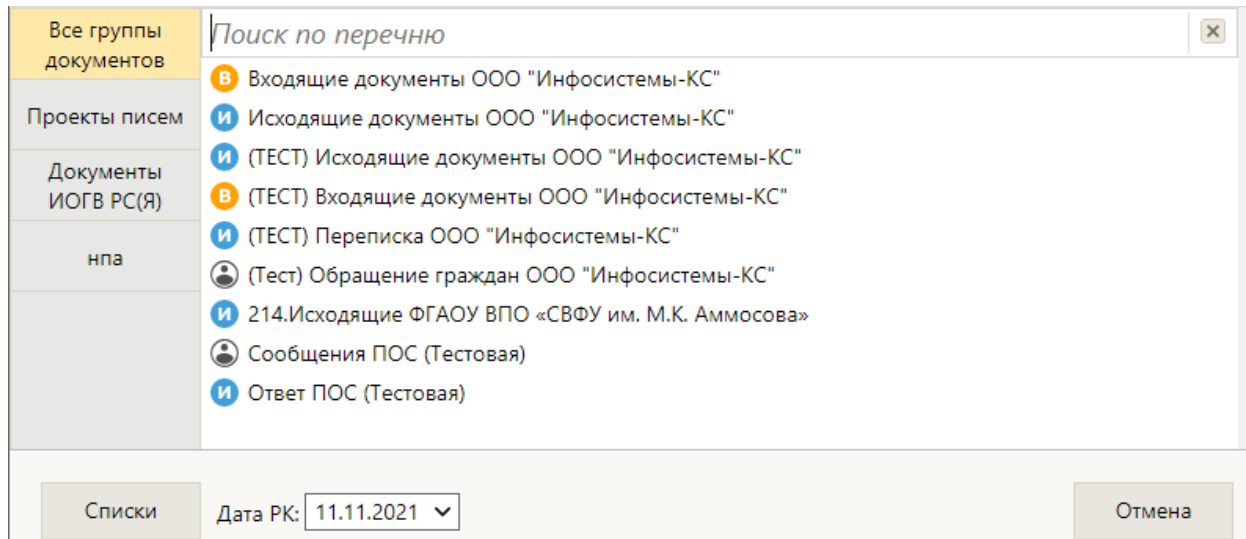 Все группы
документов
Проекты писем
Документы
ИОГВ РС(Я)
нпа
Поиск по перечню
В Входящие документы ООО "Инфосистемы-КС"
И Исходящие документы ООО "Инфосистемы-КС"
И (ТЕСТ) Исходящие документы ООО "Инфосистемы-КС"
В (ТЕСТ) Входящие документы ООО "Инфосистемы-КС"
И (ТЕСТ) Переписка ООО "Инфосистемы-КС"
(Тест) Обращение граждан ООО "Инфосистемы-КС"
И 214.Исходящие ФГАОУ ВПО «СВФУ им. М.К. Аммосова»
Сообщения ПОС (Тестовая)
И Ответ ПОС (Тестовая)
Списки
Дата РК: 11.11.2021
Отмена